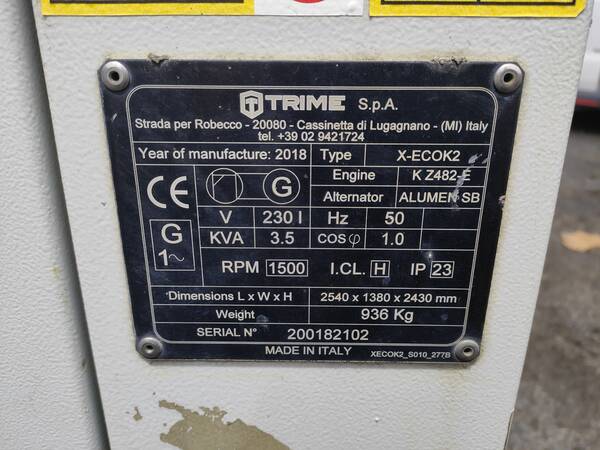 TRIME S.p.A.
Strada per Robecco - 20080 - Cassinetta di Lugagnano - (MI) Italy
tel. +39 02 9421724
Year of manufacture: 2018 Type X-ECOK2
CE G Engine K Z482-E
Alternator ALUMEN SB
V 230 I Hz 50
G
1~
KVA 3.5 cos φ 1.0
RPM 1500 I.CL. H IP 23
Dimensions L x W x H 2540 x 1380 x 2430 mm
Weight 936 Kg
SERIAL N° 200182102
MADE IN ITALY XECOK2_S010_277B